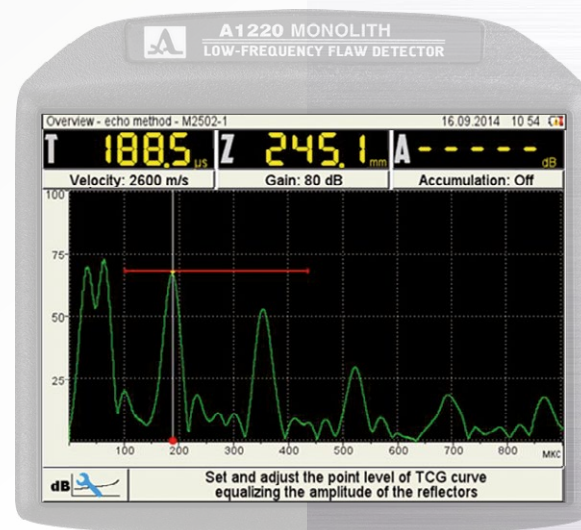 A1220 MONOLITH
LOW-FREQUENCY FLAW DETECTOR
Overview - echo method - M2502-1 16.09.2014 10 54
T 188.5 µs Z 245.1 mm A - - - - - dB
Velocity: 2600 m/s Gain: 80 dB Accumulation: Off
100
75
50
25
100 200 300 400 500 600 700 800 мкс
dB Set and adjust the point level of TCG curve
equalizing the amplitude of the reflectors